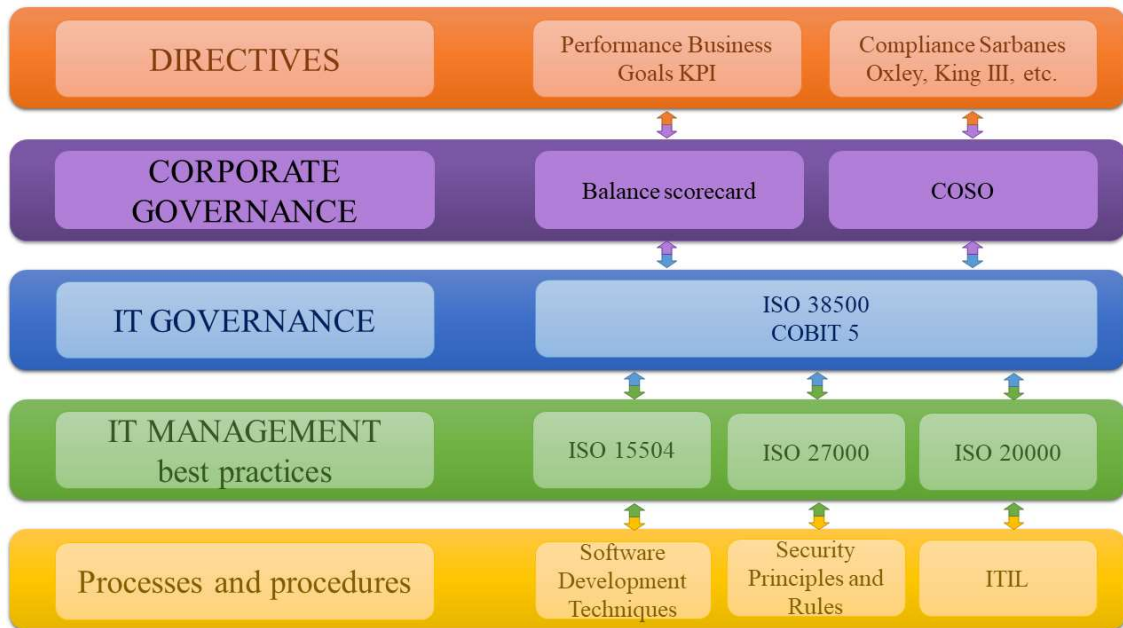 DIRECTIVES
Performance Business
Goals KPI
Compliance Sarbanes
Oxley, King III, etc.
CORPORATE
GOVERNANCE
Balance scorecard
COSO
IT GOVERNANCE
ISO 38500
COBIT 5
IT MANAGEMENT
best practices
ISO 15504
ISO 27000
ISO 20000
Processes and procedures
Software
Development
Techniques
Security
Principles and
Rules
ITIL